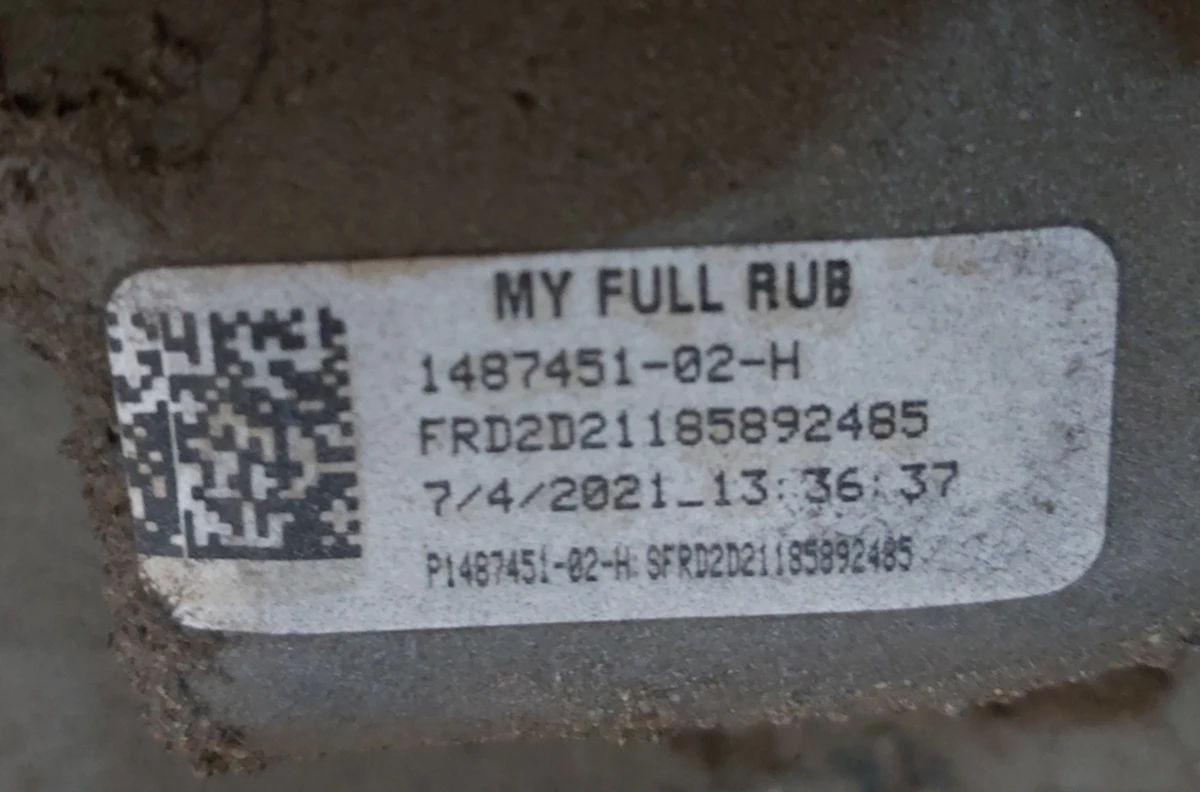 MY FULL RUB
1487451-02-H
FRD2D21185892485
7/4/2021_13:36:37
P1487451-02-H:SFRD2D21185892485